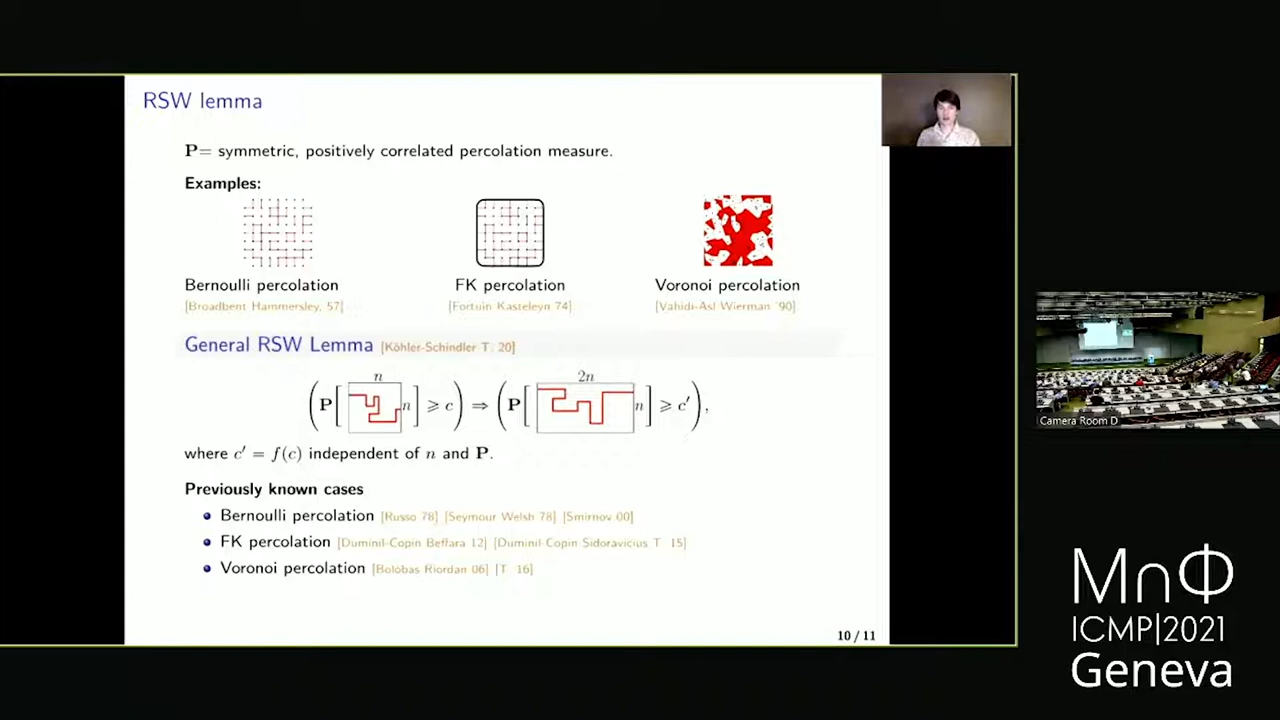 RSW lemma
P= symmetric, positively correlated percolation measure.
Examples:
Bernoulli percolation FK percolation Voronoi percolation
[Broadbent Hammersley, 57] [Fortuin Kasteleyn 74] [Vahidi-Asl Wierman '90]
General RSW Lemma [Köhler-Schindler T. 20]
n 2n
(P[ n ] ⩾ c) ⇒ (P[ n ] ⩾ c′),
where c′ = f(c) independent of n and P.
Previously known cases
• Bernoulli percolation [Russo 78] [Seymour Welsh 78] [Smirnov 00]
• FK percolation [Duminil-Copin Beffara 12] [Duminil-Copin Sidoravicius T. 15]
• Voronoi percolation [Bolobas Riordan 06] [T. 16]
10 / 11
Camera Room D
M∩Φ
ICMP|2021
Geneva